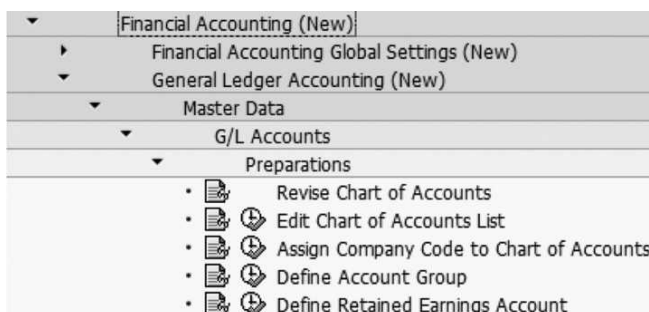 Financial Accounting (New)
Financial Accounting Global Settings (New)
General Ledger Accounting (New)
Master Data
G/L Accounts
Preparations
Revise Chart of Accounts
Edit Chart of Accounts List
Assign Company Code to Chart of Accounts
Define Account Group
Define Retained Earnings Account